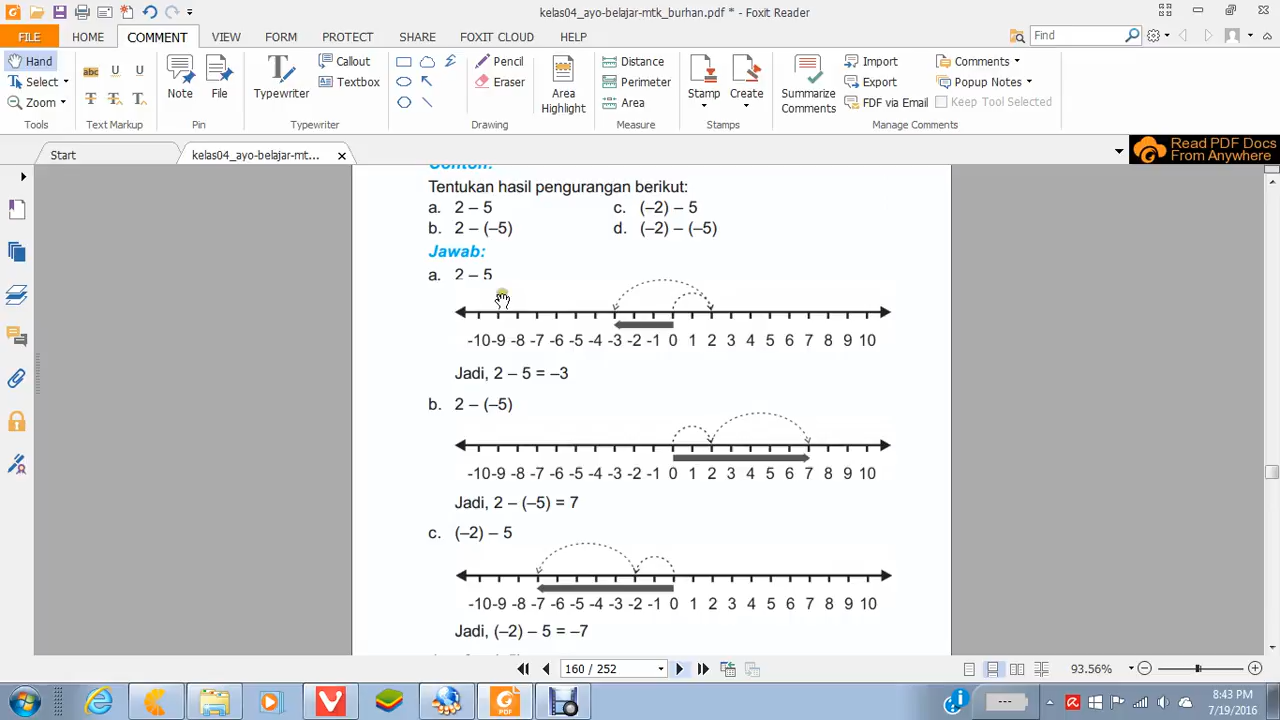 kelas04_ayo-belajar-mtk_burhan.pdf * - Foxit Reader
FILE HOME COMMENT VIEW FORM PROTECT SHARE FOXIT CLOUD HELP Find
Hand Select Zoom Tools
abc U U T T T Text Markup
Note File Pin
Typewriter Callout Textbox Typewriter
Pencil Eraser Area Highlight Drawing
Distance Perimeter Area Measure
Stamp Create Stamps
Summarize Comments Import Export FDF via Email Comments Popup Notes Keep Tool Selected Manage Comments
Start kelas04_ayo-belajar-mt... Read PDF Docs From Anywhere
Contoh:
Tentukan hasil pengurangan berikut:
a. 2 – 5 c. (–2) – 5
b. 2 – (–5) d. (–2) – (–5)
Jawab:
a. 2 – 5
-10 -9 -8 -7 -6 -5 -4 -3 -2 -1 0 1 2 3 4 5 6 7 8 9 10
Jadi, 2 – 5 = –3
b. 2 – (–5)
-10 -9 -8 -7 -6 -5 -4 -3 -2 -1 0 1 2 3 4 5 6 7 8 9 10
Jadi, 2 – (–5) = 7
c. (–2) – 5
-10 -9 -8 -7 -6 -5 -4 -3 -2 -1 0 1 2 3 4 5 6 7 8 9 10
Jadi, (–2) – 5 = –7
160 / 252 93.56%
8:43 PM
7/19/2016